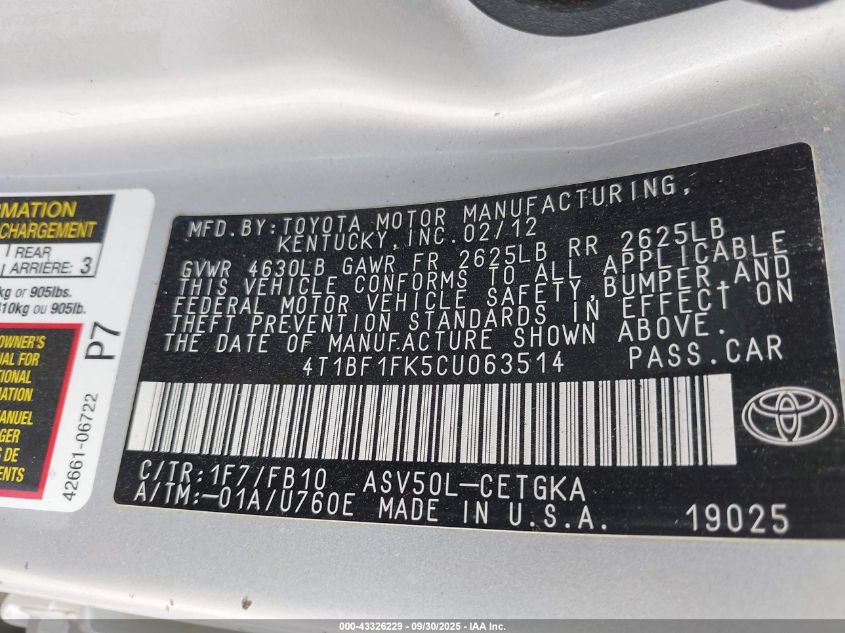 RMATION
CHARGEMENT
REAR
ARRIÈRE: 3
kg or 905lbs.
10kg ou 905lb.
OWNER'S
AL FOR
TIONAL
ATION
MANUEL
GER
DE
EMENTS
P7
42661-06722
MFD.BY: TOYOTA MOTOR MANUFACTURING,
KENTUCKY, INC. 02/12
GVWR 4630LB GAWR FR 2625LB RR 2625LB
THIS VEHICLE CONFORMS TO ALL APPLICABLE
FEDERAL MOTOR VEHICLE SAFETY, BUMPER, AND
THEFT PREVENTION STANDARDS IN EFFECT ON
THE DATE OF MANUFACTURE SHOWN ABOVE.
4T1BF1FK5CU063514 PASS.CAR
C/TR: 1F7/FB10 ASV50L-CETGKA
A/TM:-01A/U760E MADE IN U.S.A. 19025
000-43326229 — 09/30/2025 — IAA Inc.